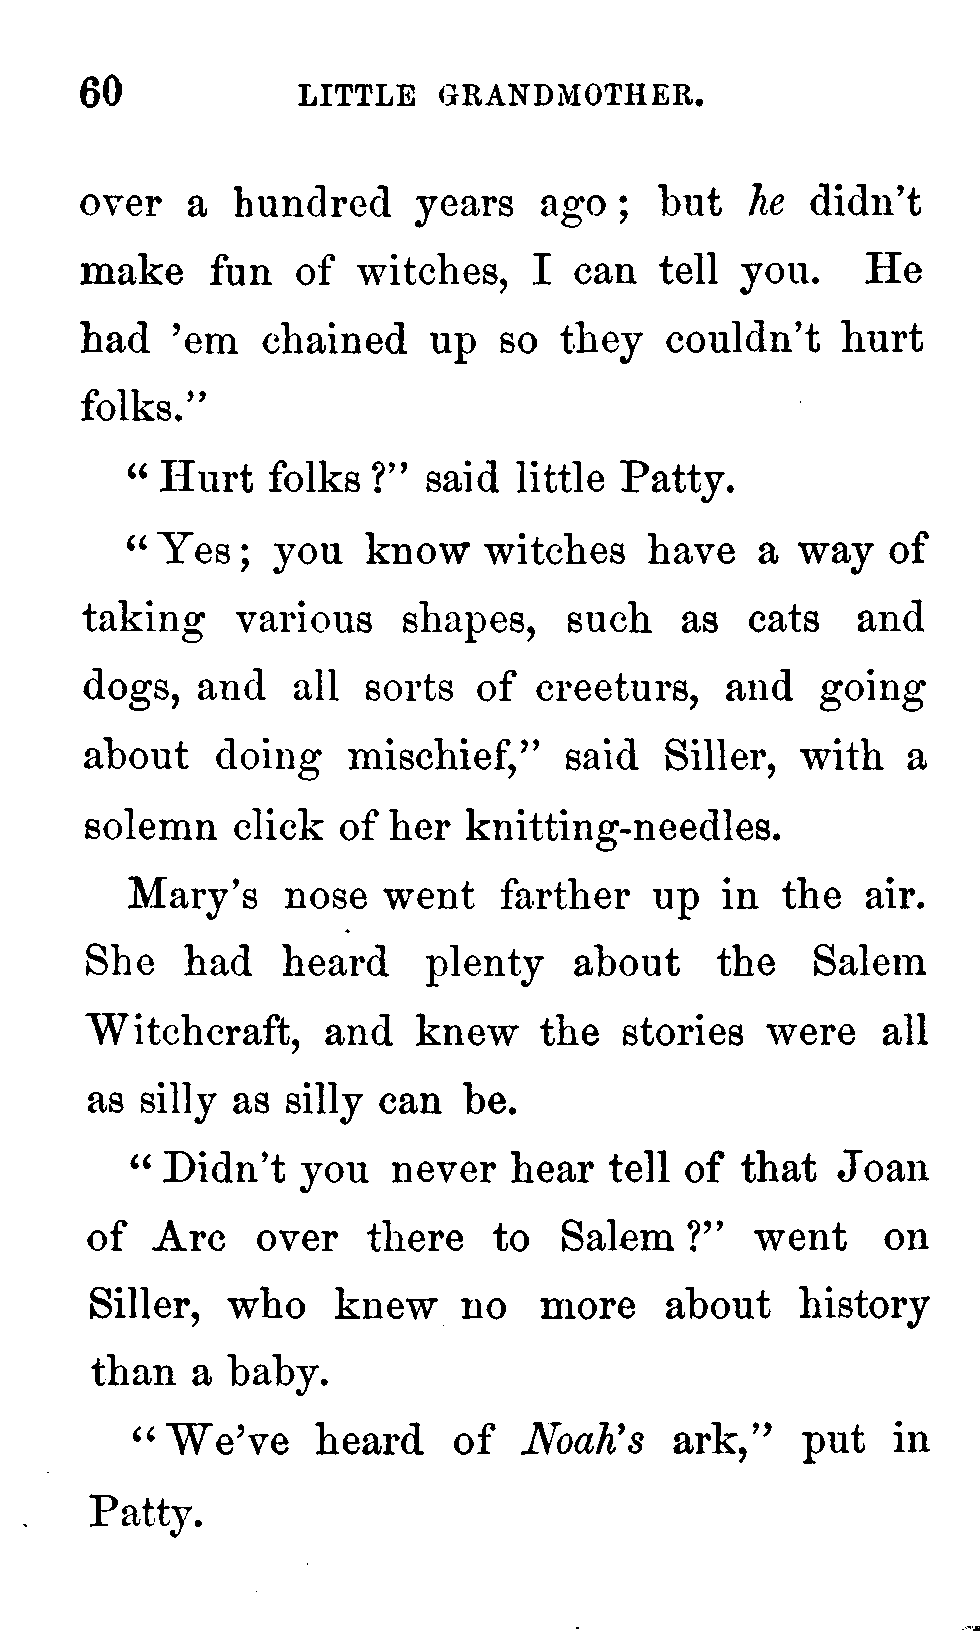 60 LITTLE GRANDMOTHER.
over a hundred years ago; but he didn't
make fun of witches, I can tell you. He
had 'em chained up so they couldn't hurt
folks."
"Hurt folks?" said little Patty.
"Yes; you know witches have a way of
taking various shapes, such as cats and
dogs, and all sorts of creeturs, and going
about doing mischief," said Siller, with a
solemn click of her knitting-needles.
Mary's nose went farther up in the air.
She had heard plenty about the Salem
Witchcraft, and knew the stories were all
as silly as silly can be.
"Didn't you never hear tell of that Joan
of Arc over there to Salem?" went on
Siller, who knew no more about history
than a baby.
"We've heard of Noah's ark," put in
Patty.